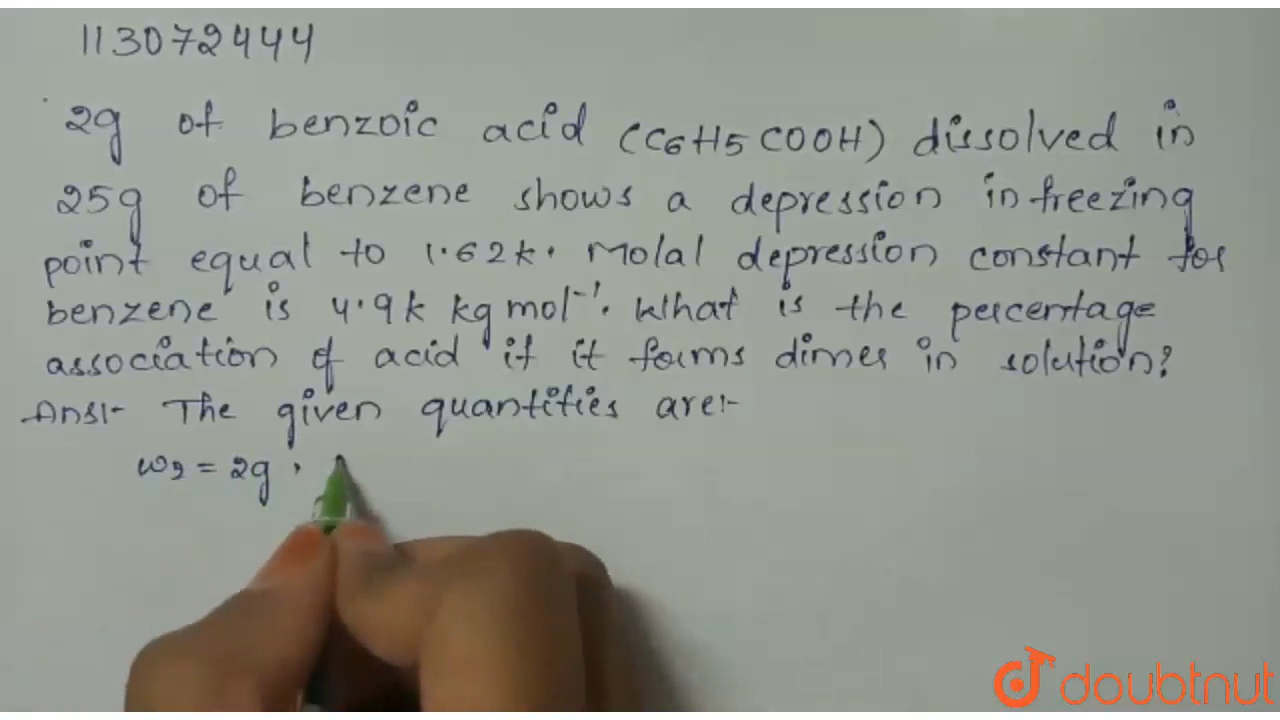 113072444
2g of benzoic acid (C6H5COOH) dissolved in
25g of benzene shows a depression in freezing
point equal to 1.62k. Molal depression constant for
benzene is 4.9k kg mol⁻¹. What is the percentage
association of acid if it forms dimer in solution?
Ans:- The given quantities are:-
w2 = 2g,
doubtnut